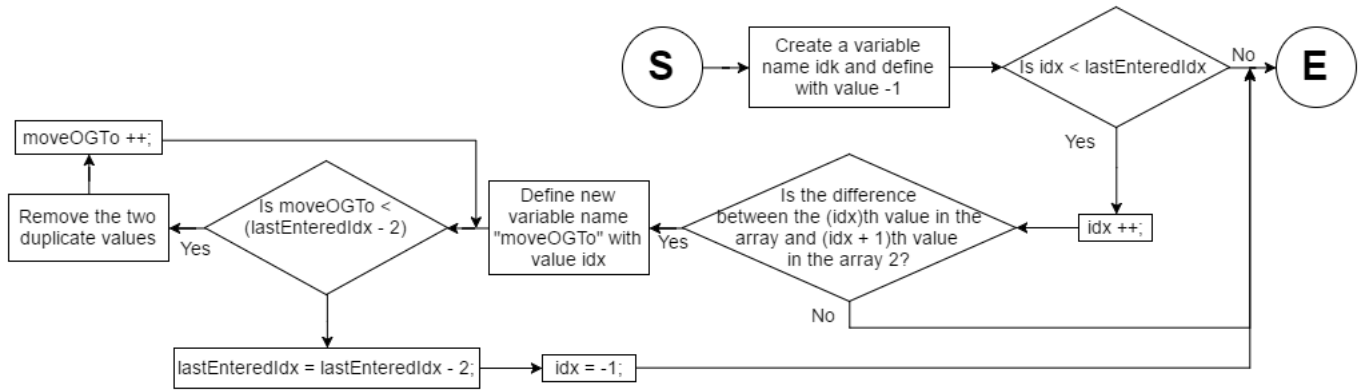 S
Create a variable
name idk and define
with value -1
Is idx < lastEnteredIdx
No
E
Yes
idx ++;
Is the difference
between the (idx)th value in the
array and (idx + 1)th value
in the array 2?
Yes
No
Define new
variable name
"moveOGTo" with
value idx
Is moveOGTo <
(lastEnteredIdx - 2)
Yes
Remove the two
duplicate values
moveOGTo ++;
lastEnteredIdx = lastEnteredIdx - 2;
idx = -1;